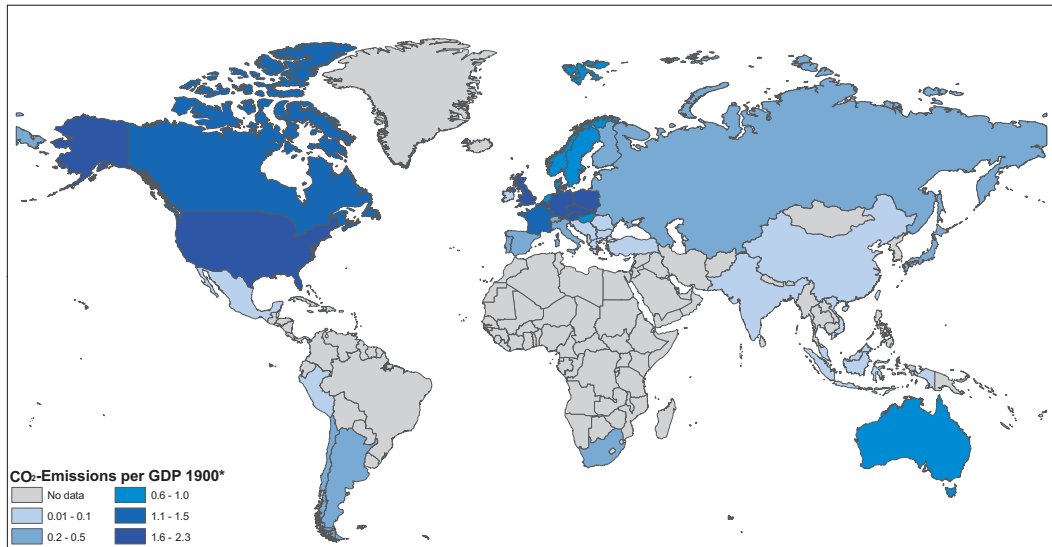 CO₂-Emissions per GDP 1900*
No data
0.01 - 0.1
0.2 - 0.5
0.6 - 1.0
1.1 - 1.5
1.6 - 2.3